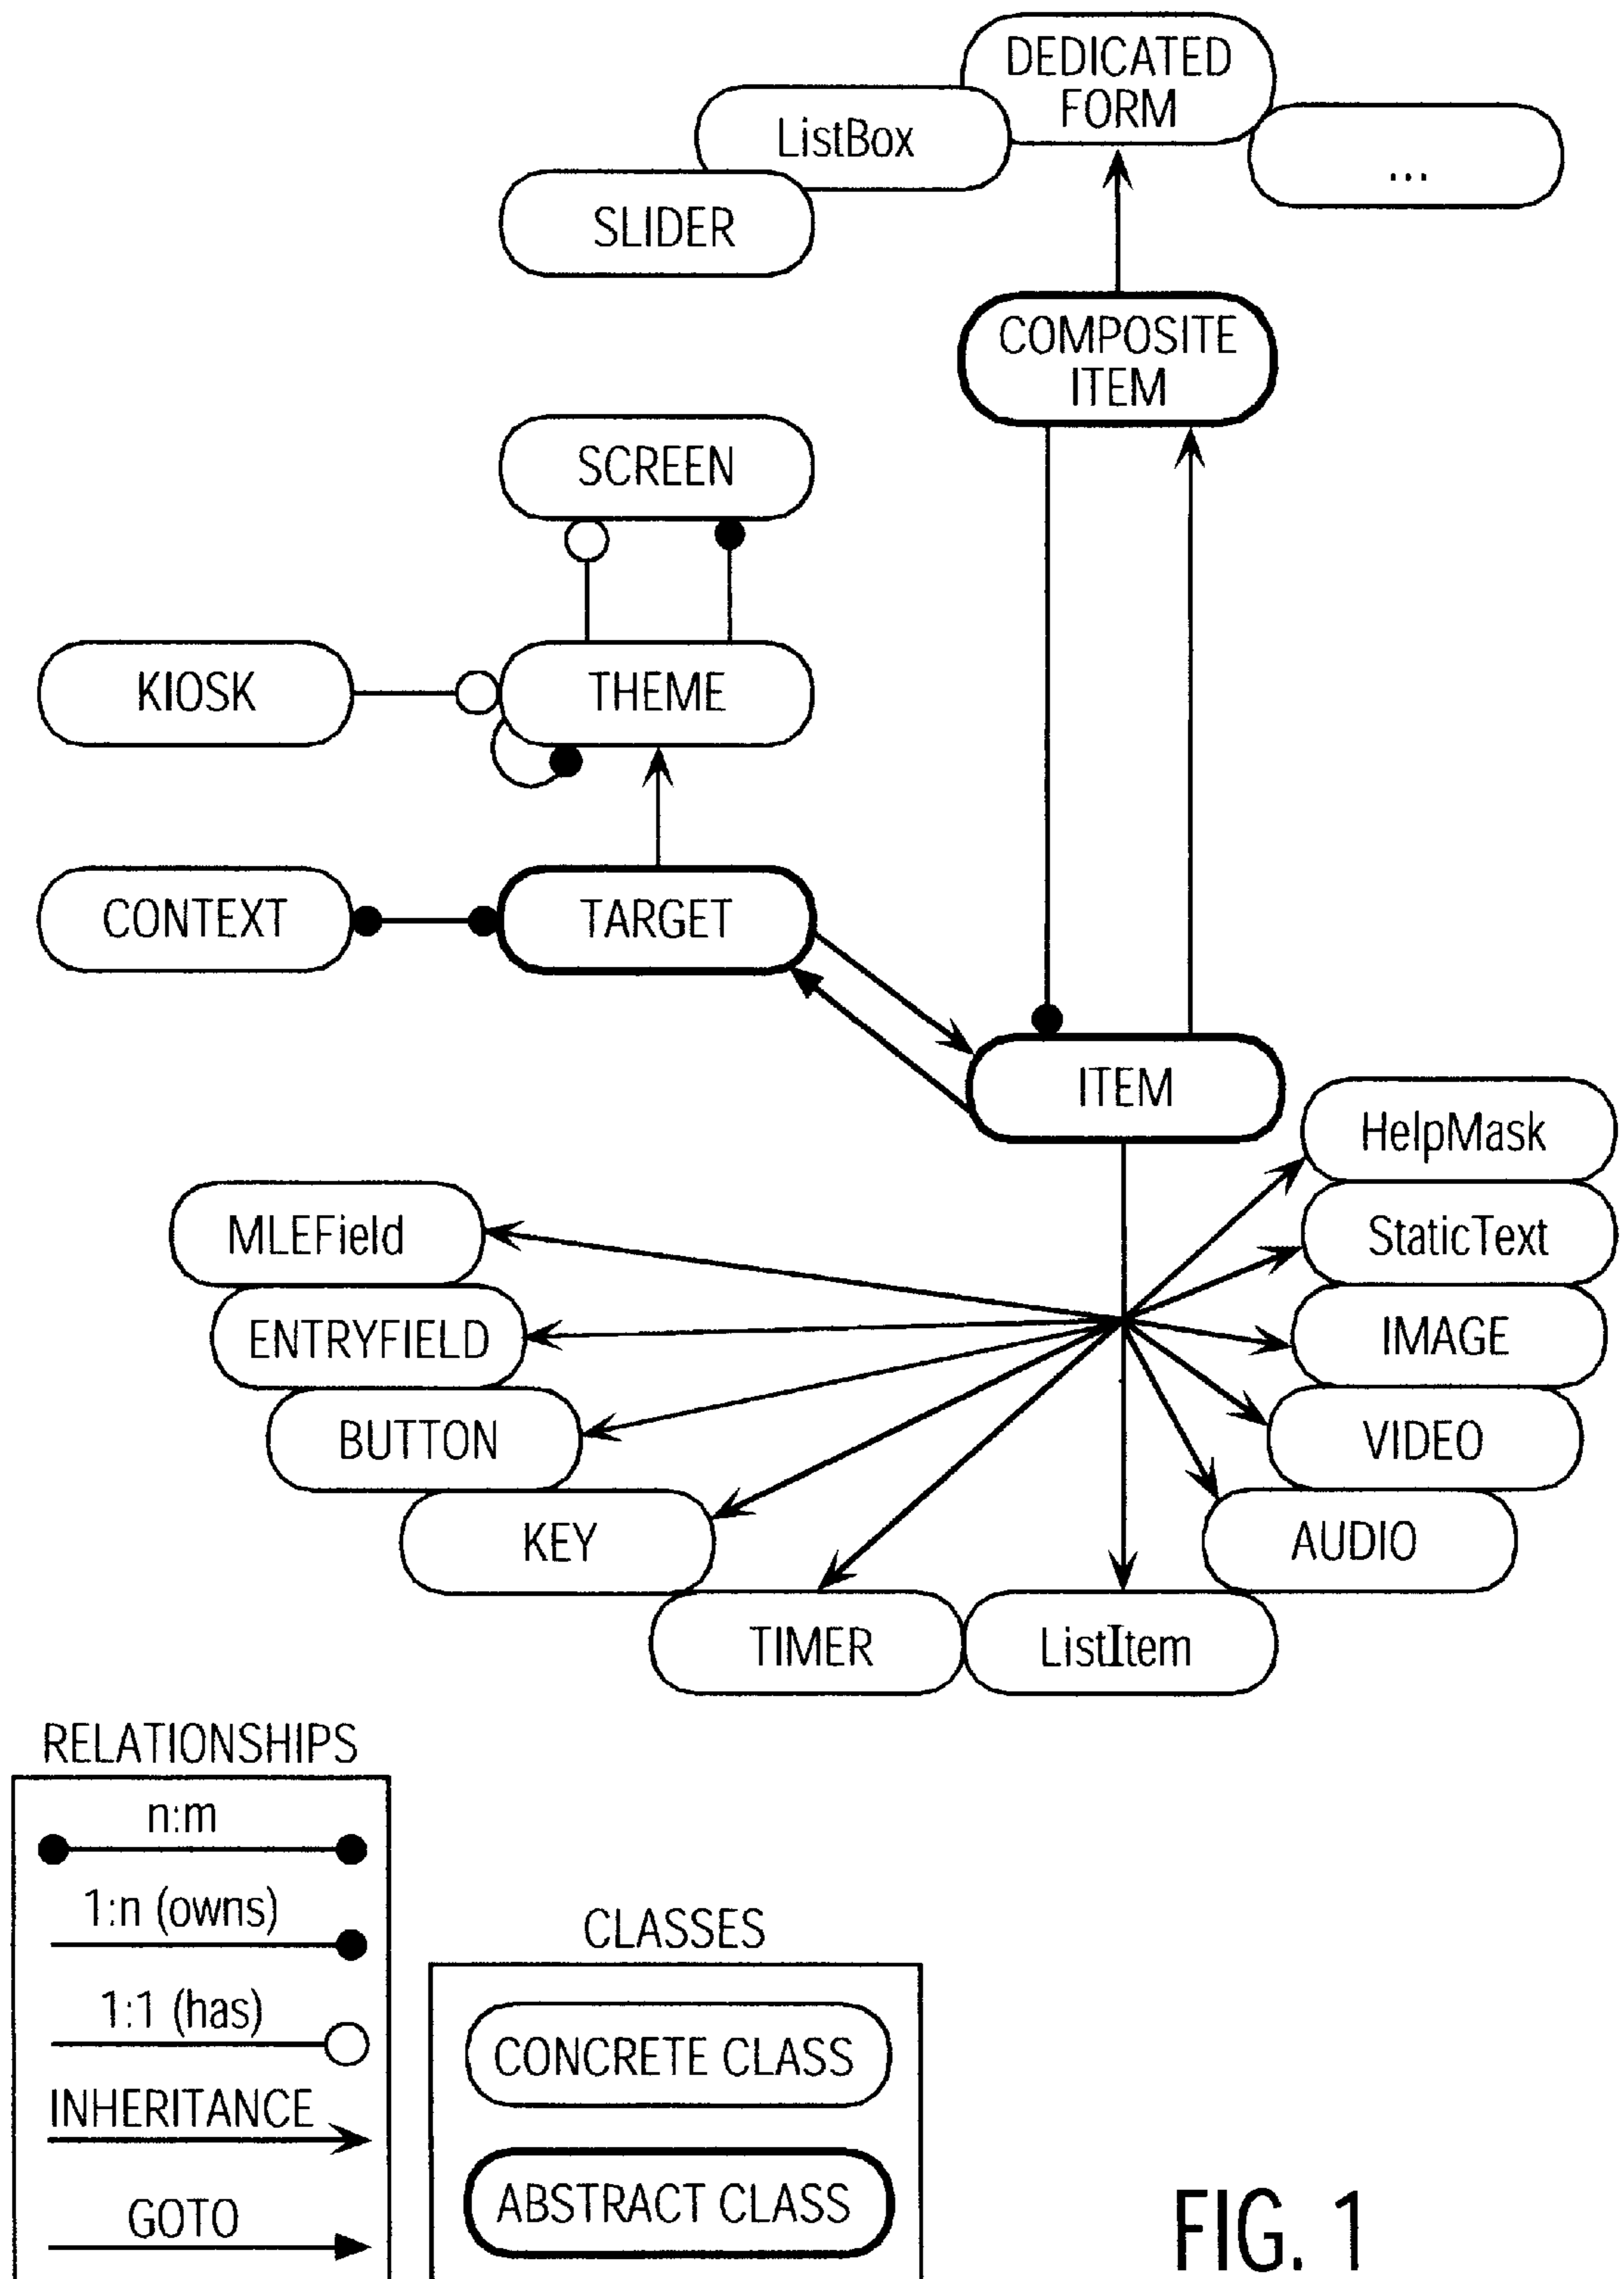 DEDICATED
FORM
ListBox
...
SLIDER
COMPOSITE
ITEM
SCREEN
KIOSK
THEME
CONTEXT
TARGET
ITEM
HelpMask
MLEField
StaticText
ENTRYFIELD
IMAGE
BUTTON
VIDEO
KEY
AUDIO
TIMER
ListItem
RELATIONSHIPS
n:m
1:n (owns)
1:1 (has)
INHERITANCE
GOTO
CLASSES
CONCRETE CLASS
ABSTRACT CLASS
FIG. 1